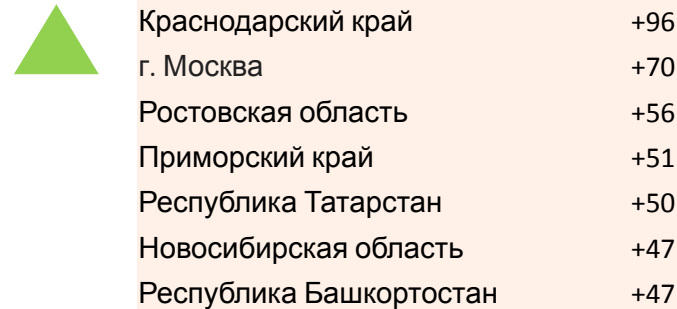 Краснодарский край +96
г. Москва +70
Ростовская область +56
Приморский край +51
Республика Татарстан +50
Новосибирская область +47
Республика Башкортостан +47